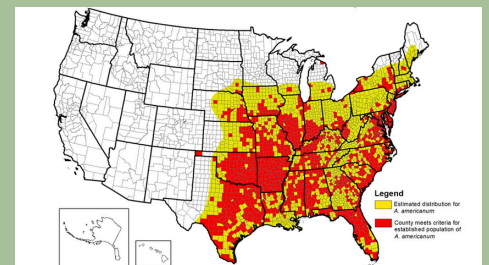 Legend
Estimated distribution for
A. americanum
County meets criteria for
established population of
A. americanum